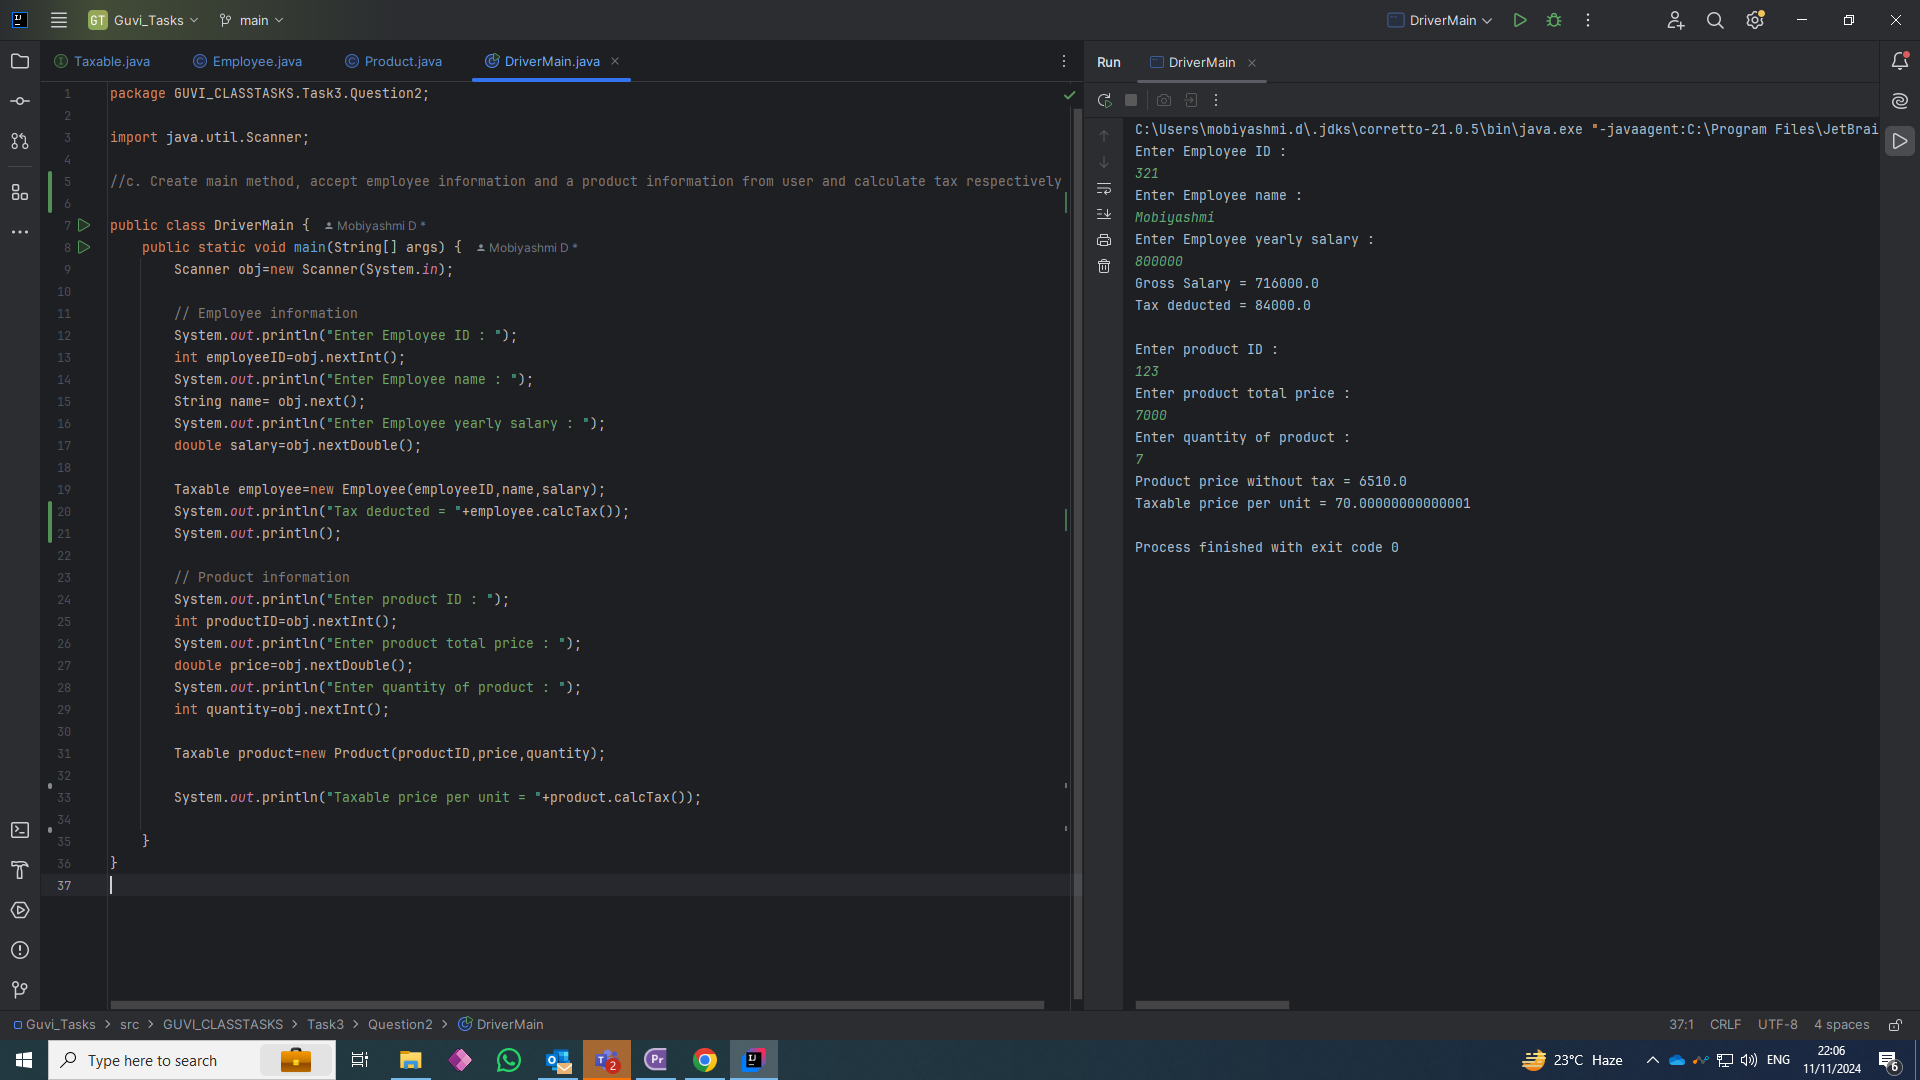 GT Guvi_Tasks main DriverMain
Taxable.java Employee.java Product.java DriverMain.java
1 package GUVI_CLASSTASKS.Task3.Question2;
2
3 import java.util.Scanner;
4
5 //c. Create main method, accept employee information and a product information from user and calculate tax respectively
6
7 public class DriverMain { Mobiyashmi D *
8 public static void main(String[] args) { Mobiyashmi D *
9 Scanner obj=new Scanner(System.in);
10
11 // Employee information
12 System.out.println("Enter Employee ID : ");
13 int employeeID=obj.nextInt();
14 System.out.println("Enter Employee name : ");
15 String name= obj.next();
16 System.out.println("Enter Employee yearly salary : ");
17 double salary=obj.nextDouble();
18
19 Taxable employee=new Employee(employeeID,name,salary);
20 System.out.println("Tax deducted = "+employee.calcTax());
21 System.out.println();
22
23 // Product information
24 System.out.println("Enter product ID : ");
25 int productID=obj.nextInt();
26 System.out.println("Enter product total price : ");
27 double price=obj.nextDouble();
28 System.out.println("Enter quantity of product : ");
29 int quantity=obj.nextInt();
30
31 Taxable product=new Product(productID,price,quantity);
32
33 System.out.println("Taxable price per unit = "+product.calcTax());
34
35 }
36 }
37
Run DriverMain
C:\Users\mobiyashmi.d\.jdks\corretto-21.0.5\bin\java.exe "-javaagent:C:\Program Files\JetBrai
Enter Employee ID :
321
Enter Employee name :
Mobiyashmi
Enter Employee yearly salary :
800000
Gross Salary = 716000.0
Tax deducted = 84000.0
Enter product ID :
123
Enter product total price :
7000
Enter quantity of product :
7
Product price without tax = 6510.0
Taxable price per unit = 70.00000000000001
Process finished with exit code 0
Guvi_Tasks > src > GUVI_CLASSTASKS > Task3 > Question2 > DriverMain
37:1 CRLF UTF-8 4 spaces
Type here to search
2
Pr
23°C Haze
ENG
22:06
11/11/2024
6